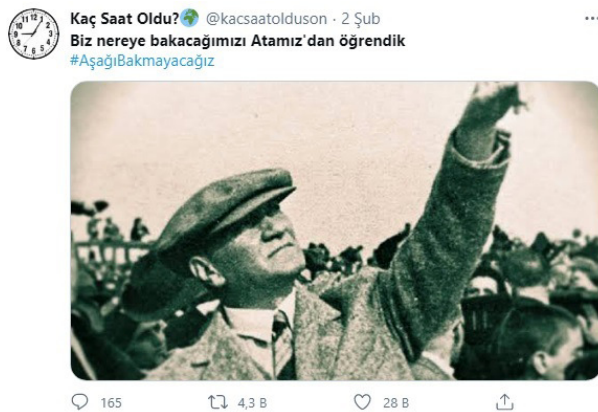 Kaç Saat Oldu?🌍 @kacsaatolduson · 2 Şub
Biz nereye bakacağımızı Atamız'dan öğrendik
#AşağıBakmayacağız
165 4,3 B 28 B